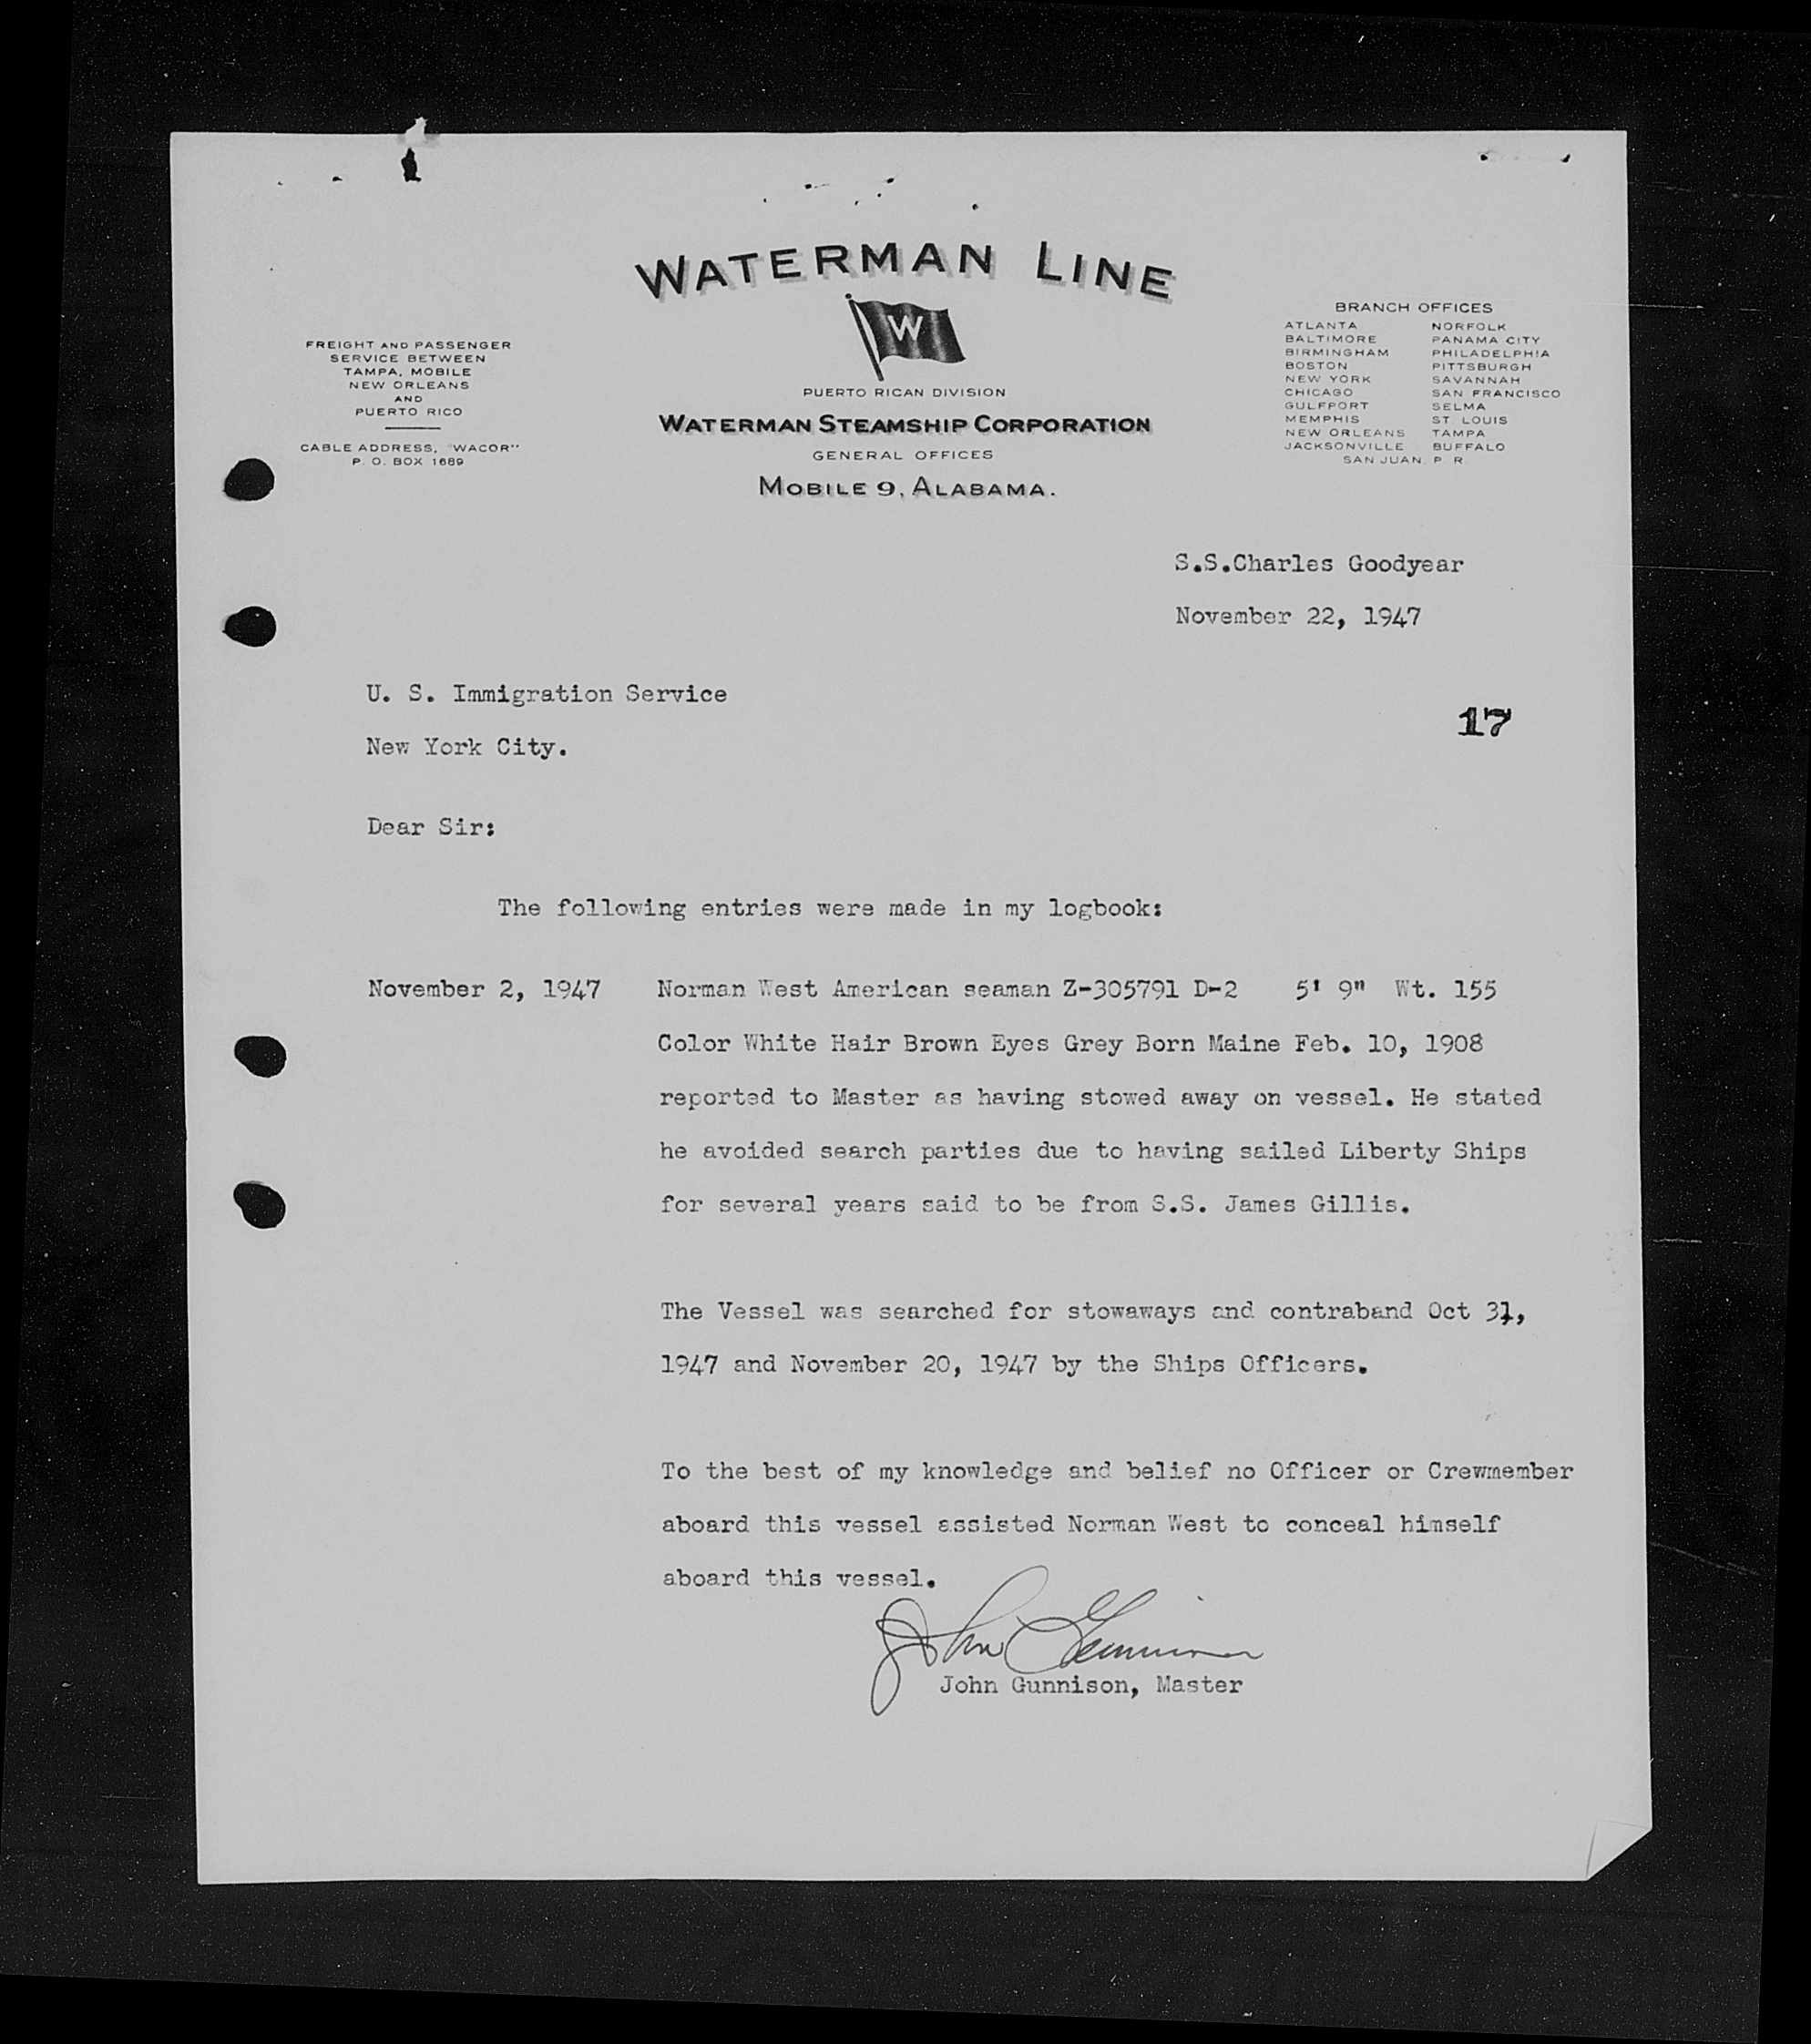 WATERMAN LINE
W
FREIGHT AND PASSENGER
SERVICE BETWEEN
TAMPA, MOBILE
NEW ORLEANS
AND
PUERTO RICO
CABLE ADDRESS, "WACOR"
P. O. BOX 1689
PUERTO RICAN DIVISION
WATERMAN STEAMSHIP CORPORATION
GENERAL OFFICES
MOBILE 9, ALABAMA.
BRANCH OFFICES
ATLANTA NORFOLK
BALTIMORE PANAMA CITY
BIRMINGHAM PHILADELPHIA
BOSTON PITTSBURGH
NEW YORK SAVANNAH
CHICAGO SAN FRANCISCO
GULFPORT SELMA
MEMPHIS ST LOUIS
NEW ORLEANS TAMPA
JACKSONVILLE BUFFALO
SAN JUAN, P. R.
S.S.Charles Goodyear
November 22, 1947
U. S. Immigration Service
17
New York City.
Dear Sir:
The following entries were made in my logbook:
November 2, 1947 Norman West American seaman Z-305791 D-2 5' 9" Wt. 155
Color White Hair Brown Eyes Grey Born Maine Feb. 10, 1908
reported to Master as having stowed away on vessel. He stated
he avoided search parties due to having sailed Liberty Ships
for several years said to be from S.S. James Gillis.
The Vessel was searched for stowaways and contraband Oct 31,
1947 and November 20, 1947 by the Ships Officers.
To the best of my knowledge and belief no Officer or Crewmember
aboard this vessel assisted Norman West to conceal himself
aboard this vessel.
John Gunnison
John Gunnison, Master